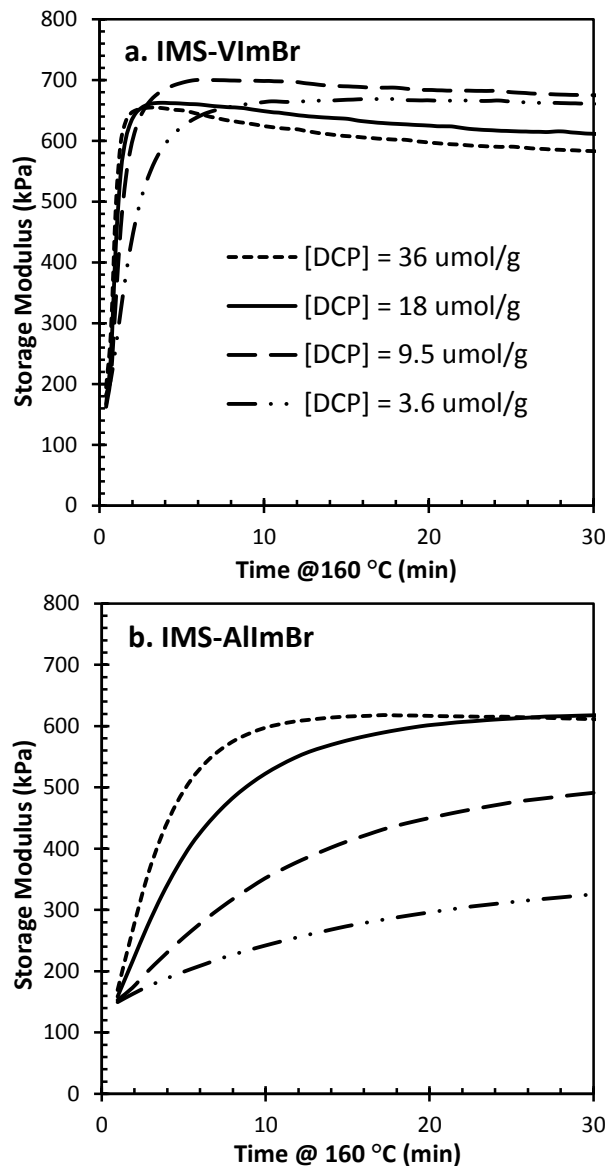 a. IMS-VImBr
800
700
600
500
400
300
200
100
0
Storage Modulus (kPa)
[DCP] = 36 umol/g
[DCP] = 18 umol/g
[DCP] = 9.5 umol/g
[DCP] = 3.6 umol/g
0 10 20 30
Time @160 °C (min)
b. IMS-AlImBr
800
700
600
500
400
300
200
100
0
Storage Modulus (kPa)
0 10 20 30
Time @ 160 °C (min)